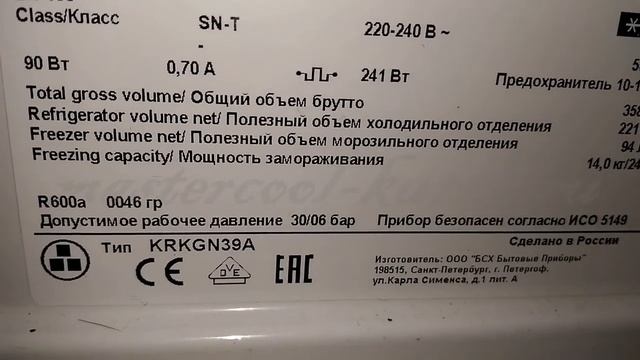 Class/Класс SN-T 220-240 В ~
-
90 Вт 0,70 А 241 Вт
Предохранитель 10-1
Total gross volume/ Общий объем брутто 358
Refrigerator volume net/ Полезный объем холодильного отделения 221
Freezer volume net/ Полезный объем морозильного отделения 94 Л
Freezing capacity/ Мощность замораживания 14,0 кг/24
R600a 0046 гр
Допустимое рабочее давление 30/06 бар Прибор безопасен согласно ИСО 5149
Сделано в России
Тип KRKGN39A
CE DVE EAC
Изготовитель: ООО "БСХ Бытовые Приборы"
198515, Санкт-Петербург, г. Петергоф.
ул.Карла Сименса, д.1 лит. А